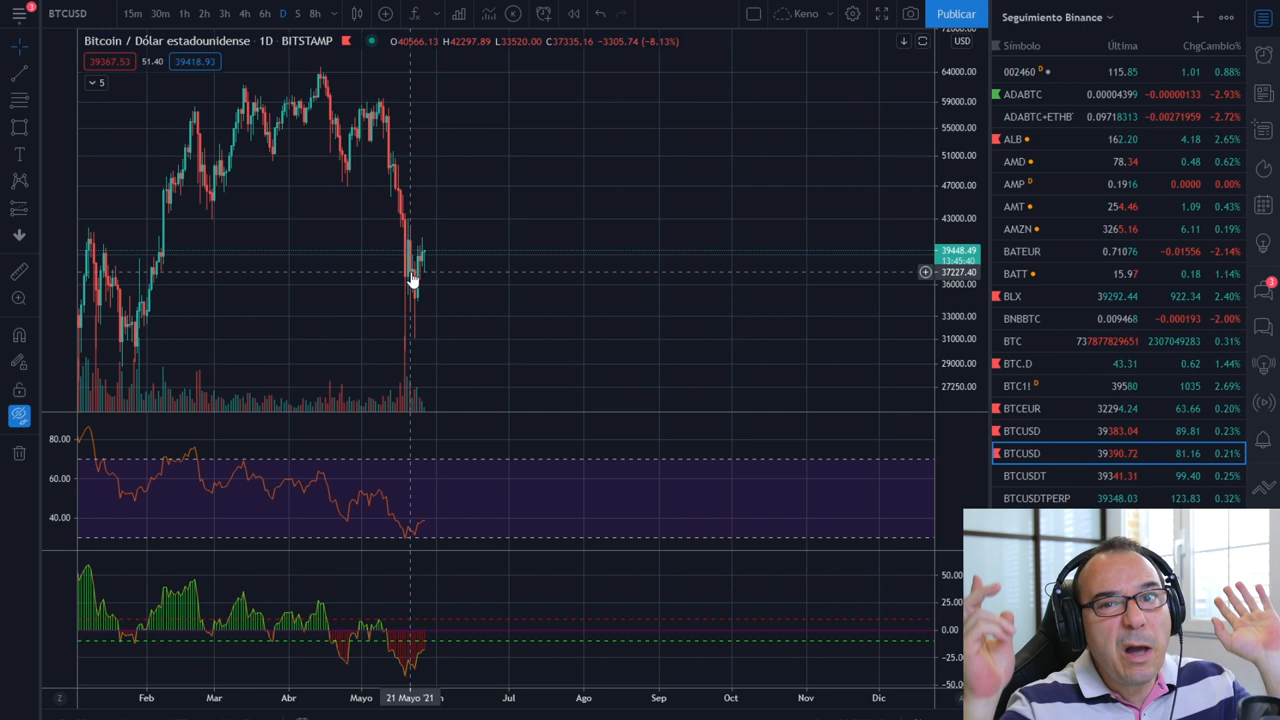 3
BTCUSD
15m 30m 1h 2h 3h 4h 6h D S 8h
Keno
Publicar
Bitcoin / Dólar estadounidense · 1D · BITSTAMP
O40566.13 H42297.89 L33520.00 C37335.16 −3305.74 (−8.13%)
39367.53 51.40 39418.93
5
USD
64000.00
59000.00
55000.00
51000.00
47000.00
43000.00
39448.49
13:45:40
37227.40
36000.00
33000.00
31000.00
29000.00
27250.00
80.00
60.00
40.00
50.00
25.00
0.00
−25.00
−50.00
Z
Feb Mar Abr Mayo 21 Mayo '21 Jul Ago Sep Oct Nov Dic
Seguimiento Binance
Símbolo Última Chg Cambio%
002460 D 115.85 1.01 0.88%
ADABTC 0.00004399 −0.00000133 −2.93%
ADABTC+ETHB 0.09718313 −0.00271959 −2.72%
ALB 162.20 4.18 2.65%
AMD 78.34 0.48 0.62%
AMP D 0.1916 0.0000 0.00%
AMT 254.46 1.09 0.43%
AMZN 3265.16 6.11 0.19%
BATEUR 0.71076 −0.01556 −2.14%
BATT 15.97 0.18 1.14%
BLX 39292.44 922.34 2.40%
BNBBTC 0.009468 −0.000193 −2.00%
BTC 737877829651 2307049283 0.31%
BTC.D 43.31 0.62 1.44%
BTC1! D 39580 1035 2.69%
BTCEUR 32294.24 63.66 0.20%
BTCUSD 39383.04 89.81 0.23%
BTCUSD 39390.72 81.16 0.21%
BTCUSDT 39341.31 99.40 0.25%
BTCUSDTPERP 39348.03 123.83 0.32%
3